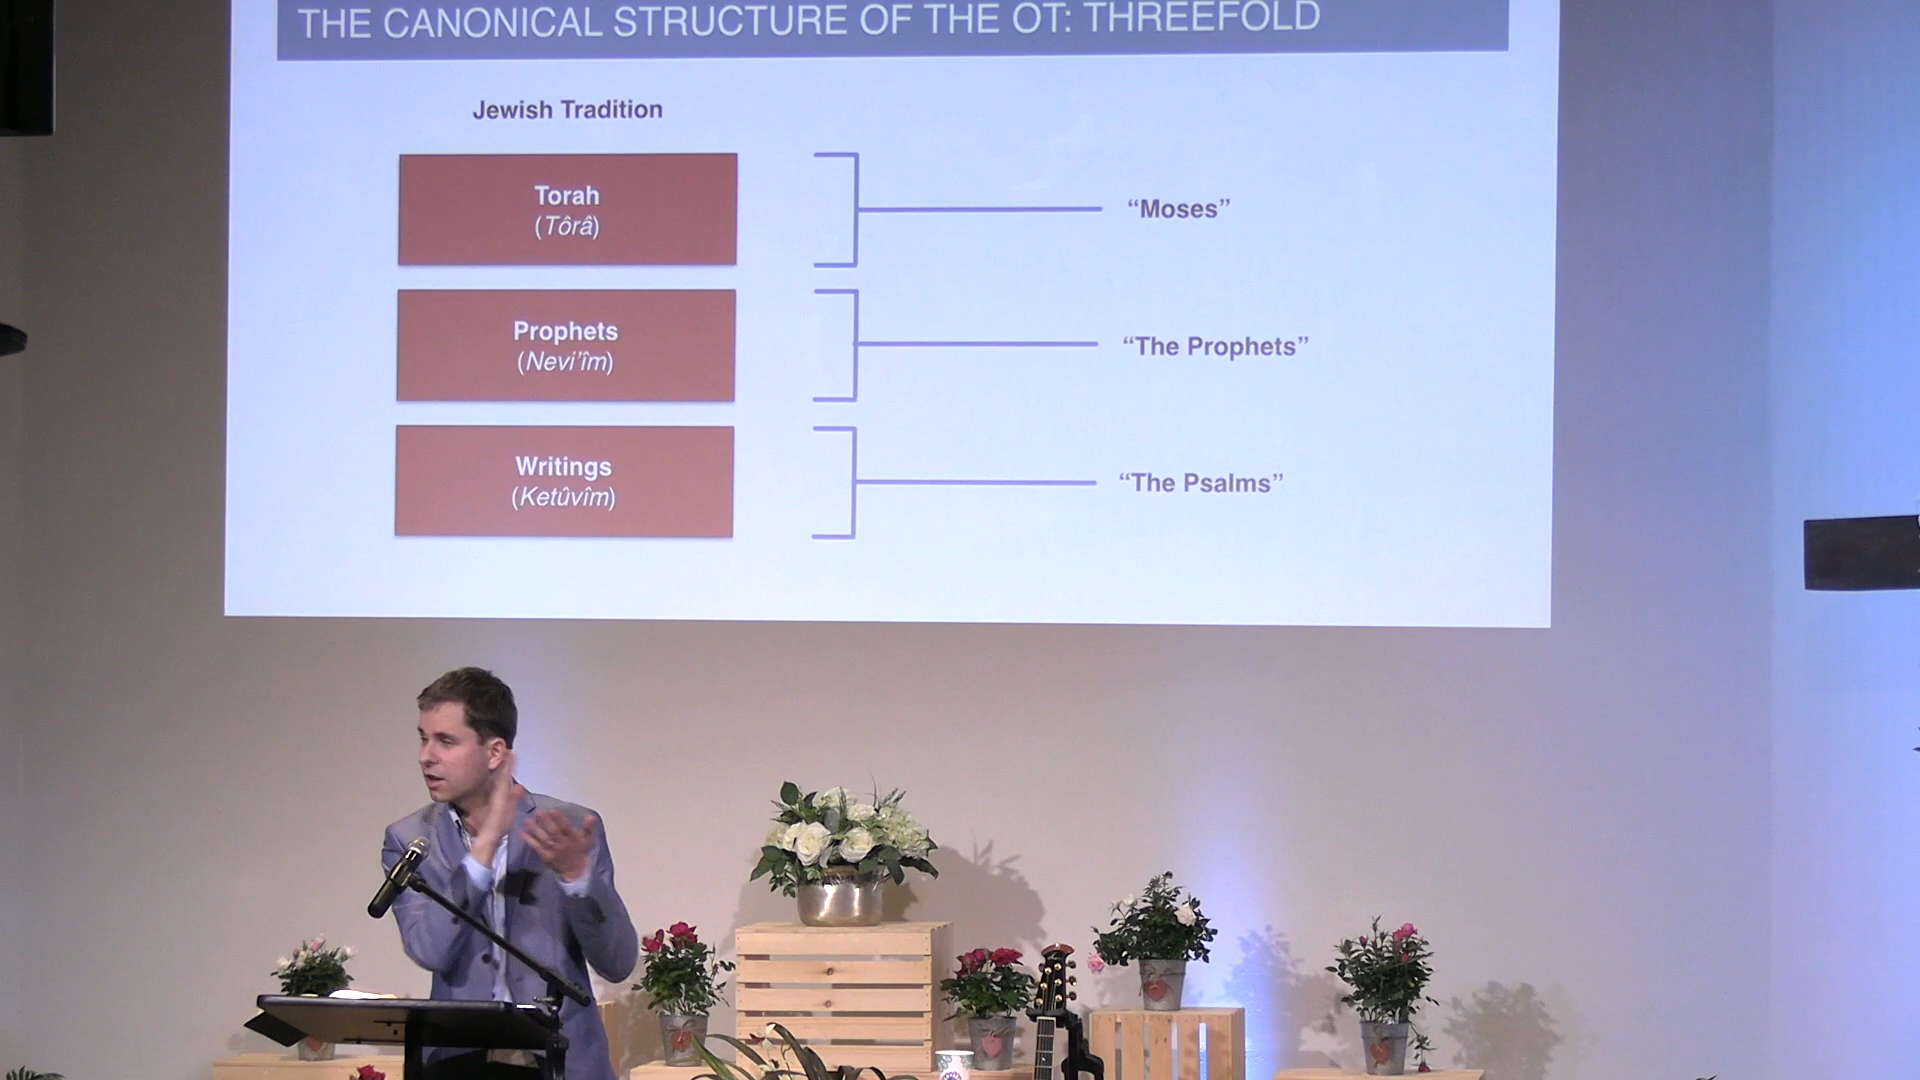 THE CANONICAL STRUCTURE OF THE OT: THREEFOLD
Jewish Tradition
Torah
(Tôrâ)
"Moses"
Prophets
(Nevi'îm)
"The Prophets"
Writings
(Ketûvîm)
"The Psalms"